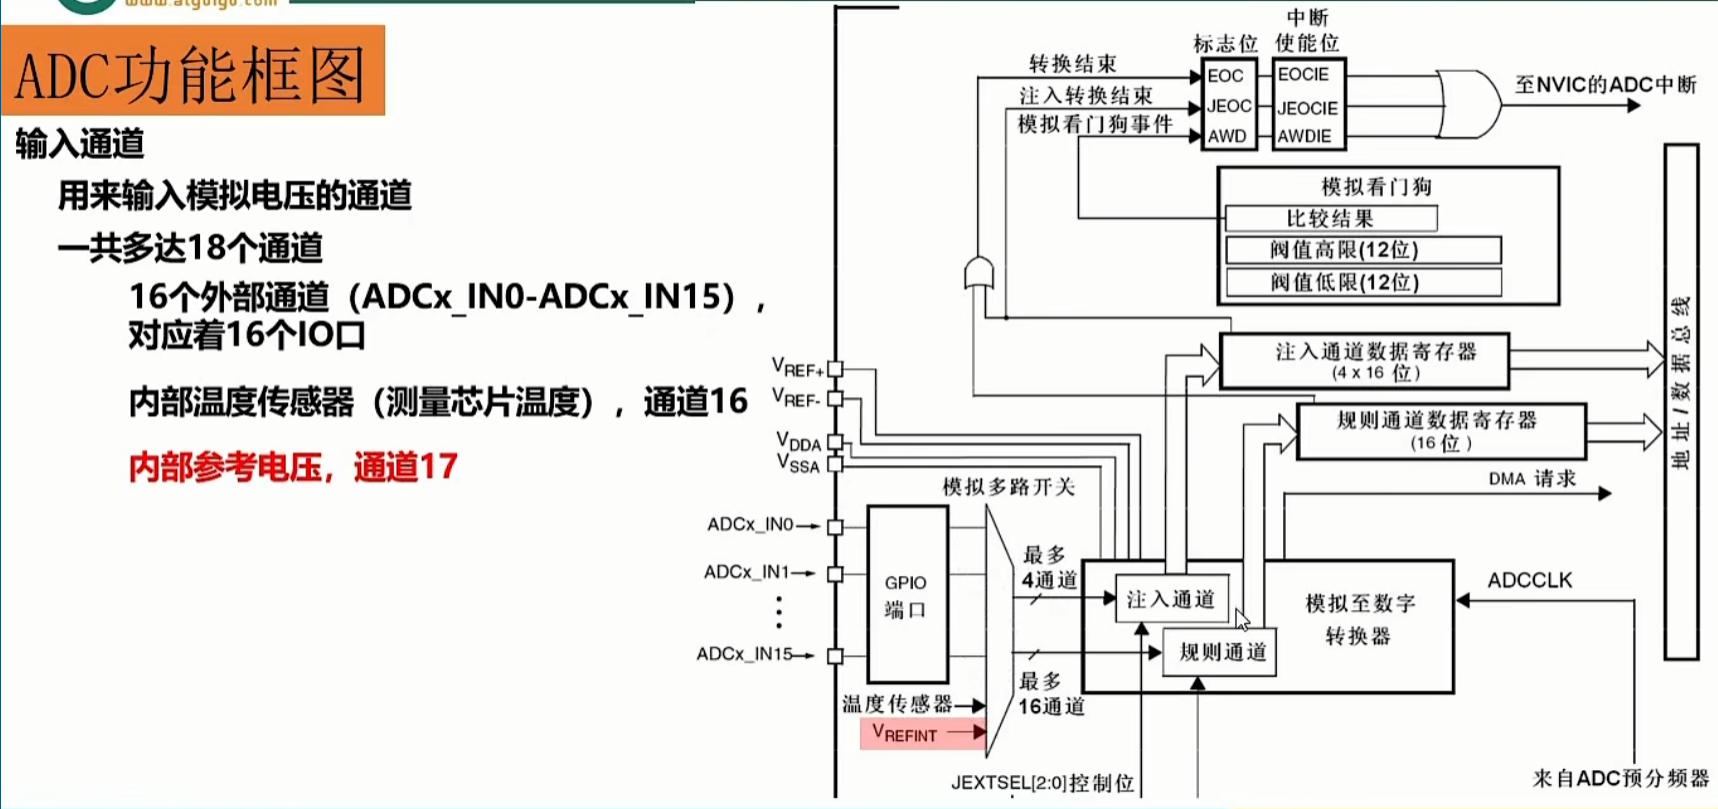 www.atguigu.com
ADC功能框图
输入通道
用来输入模拟电压的通道
一共多达18个通道
16个外部通道（ADCx_IN0-ADCx_IN15），
对应着16个IO口
内部温度传感器（测量芯片温度），通道16
内部参考电压，通道17
中断
标志位 使能位
转换结束
EOC
EOCIE
至NVIC的ADC中断
注入转换结束
JEOC
JEOCIE
模拟看门狗事件
AWD
AWDIE
模拟看门狗
比较结果
阀值高限(12位)
阀值低限(12位)
地址/数据总线
注入通道数据寄存器
(4 x 16 位)
规则通道数据寄存器
(16 位)
VREF+
VREF-
VDDA
VSSA
DMA 请求
模拟多路开关
ADCx_IN0
ADCx_IN1
ADCx_IN15
GPIO
端口
最多
4通道
注入通道
规则通道
模拟至数字
转换器
ADCCLK
最多
16通道
温度传感器
VREFINT
JEXTSEL[2:0]控制位
来自ADC预分频器